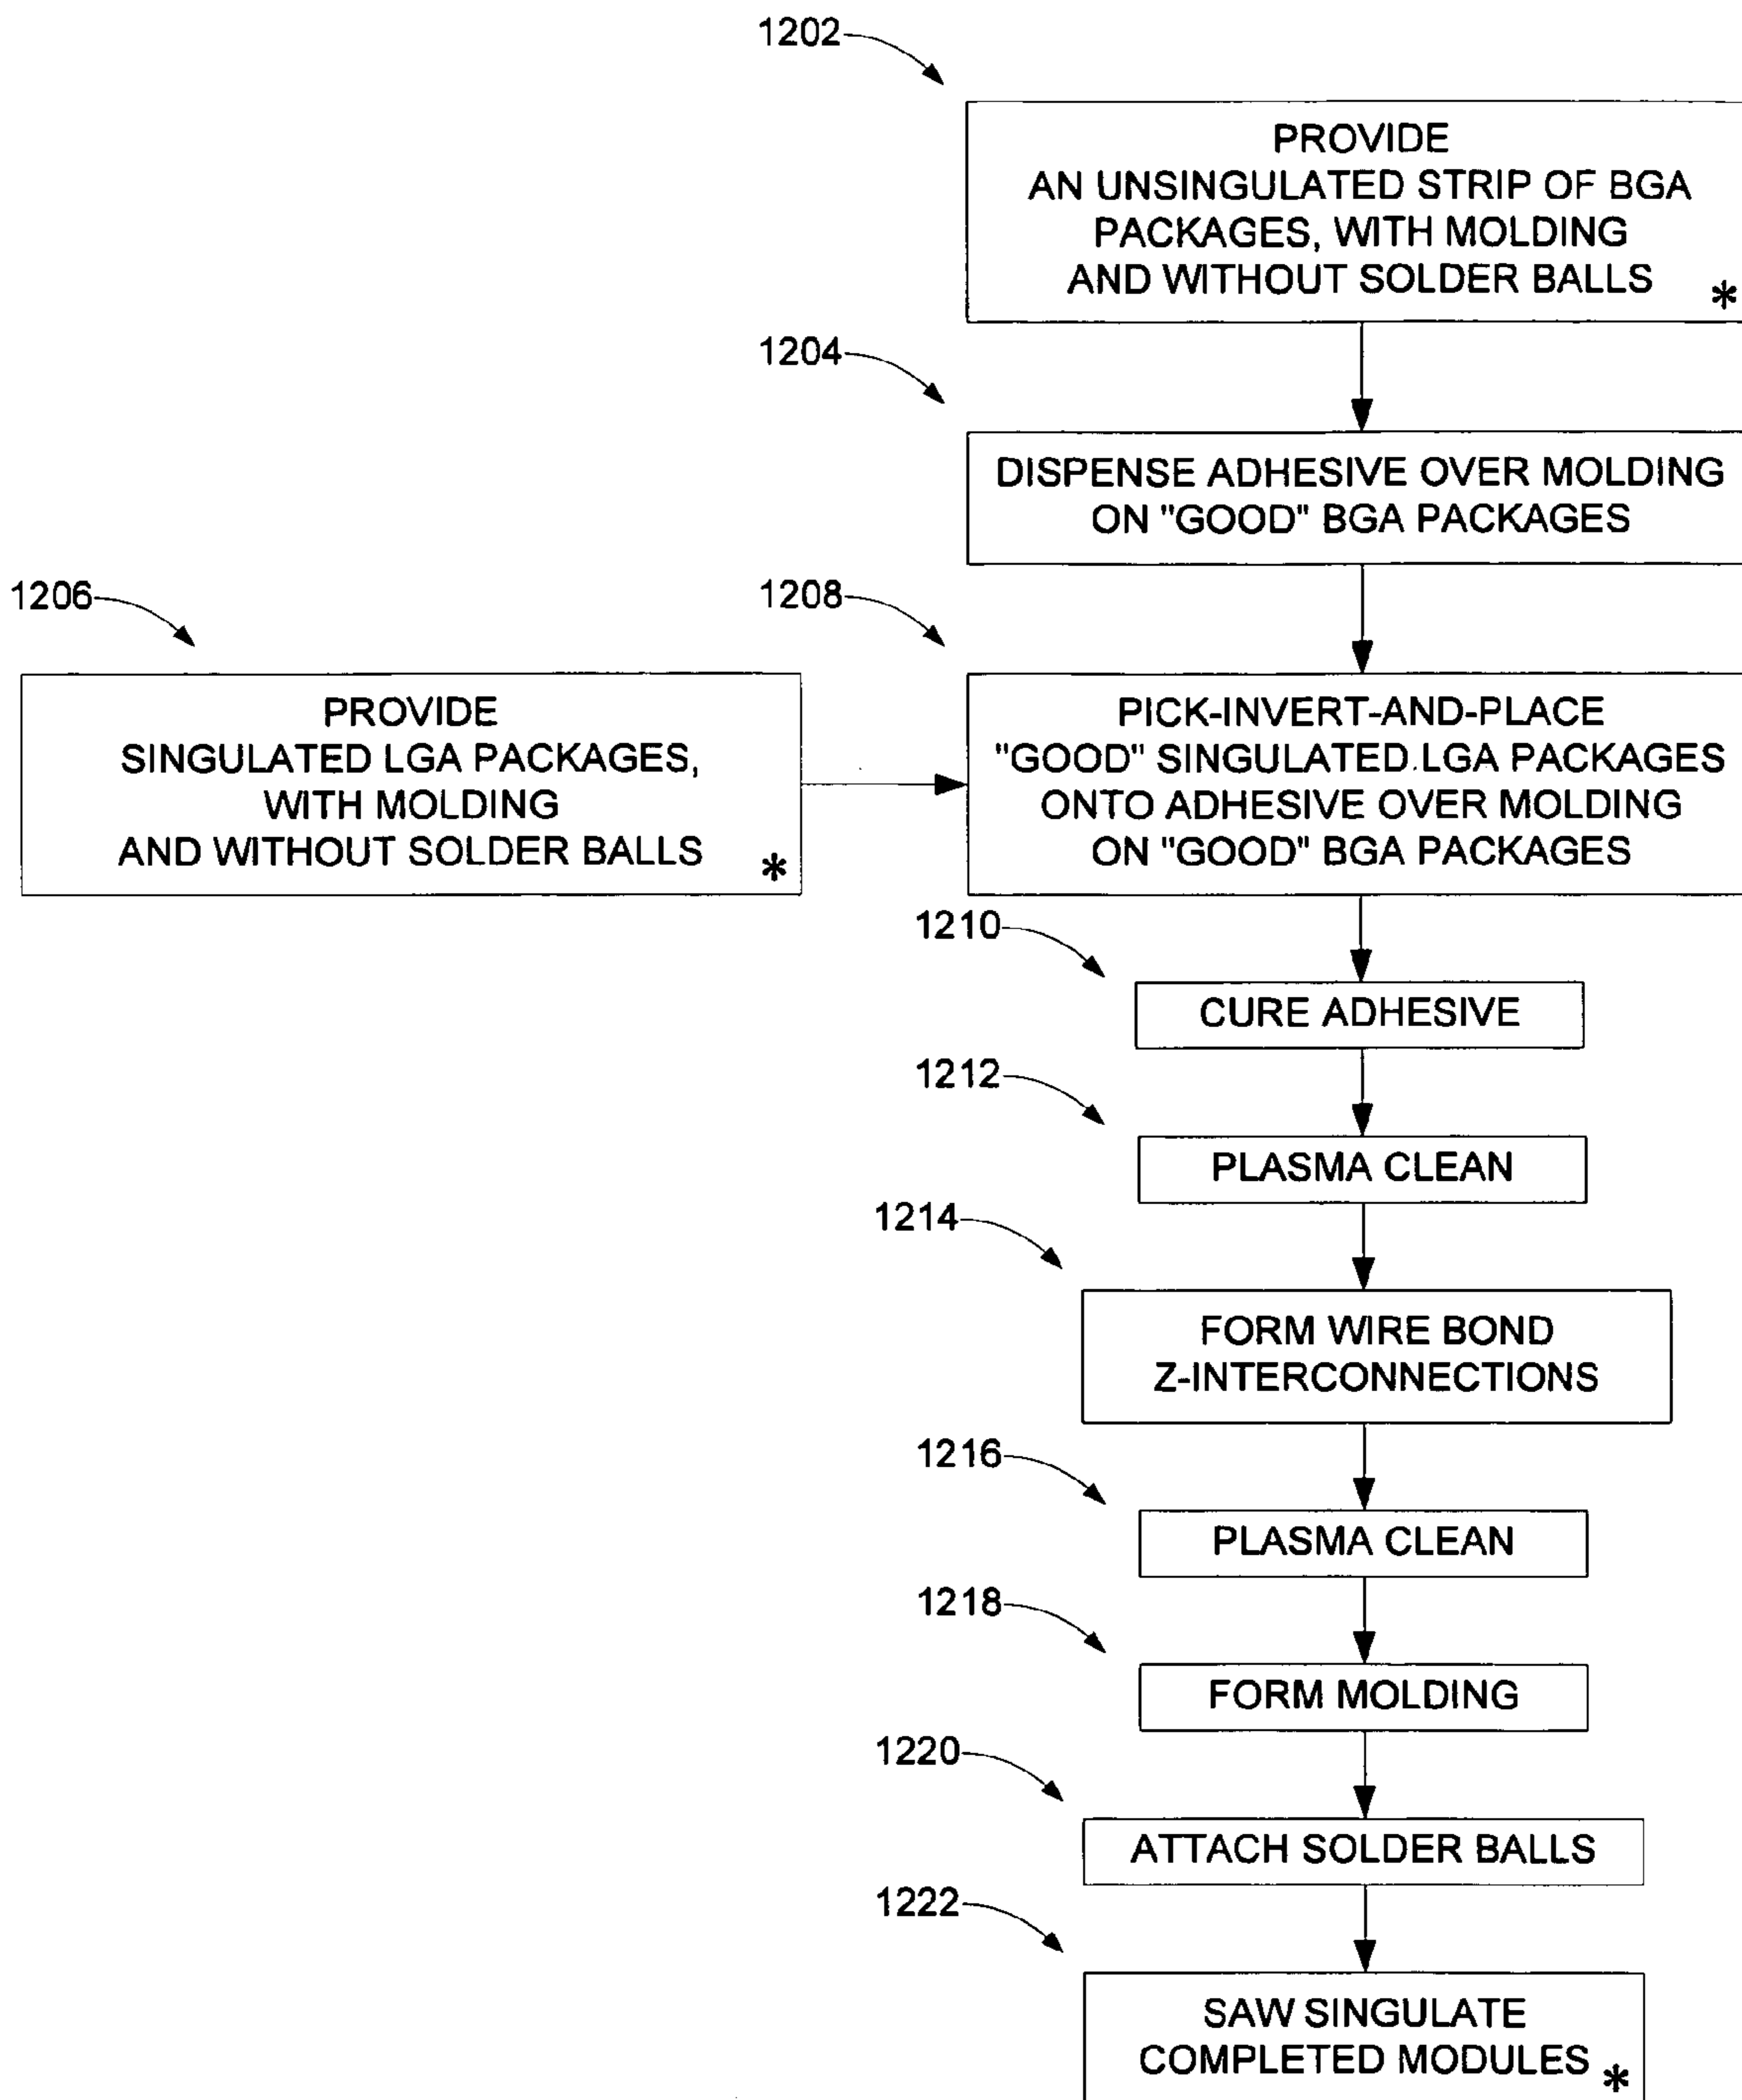 1202
PROVIDE
AN UNSINGULATED STRIP OF BGA
PACKAGES, WITH MOLDING
AND WITHOUT SOLDER BALLS *
1204
DISPENSE ADHESIVE OVER MOLDING
ON "GOOD" BGA PACKAGES
1206
PROVIDE
SINGULATED LGA PACKAGES,
WITH MOLDING
AND WITHOUT SOLDER BALLS *
1208
PICK-INVERT-AND-PLACE
"GOOD" SINGULATED LGA PACKAGES
ONTO ADHESIVE OVER MOLDING
ON "GOOD" BGA PACKAGES
1210
CURE ADHESIVE
1212
PLASMA CLEAN
1214
FORM WIRE BOND
Z-INTERCONNECTIONS
1216
PLASMA CLEAN
1218
FORM MOLDING
1220
ATTACH SOLDER BALLS
1222
SAW SINGULATE
COMPLETED MODULES *